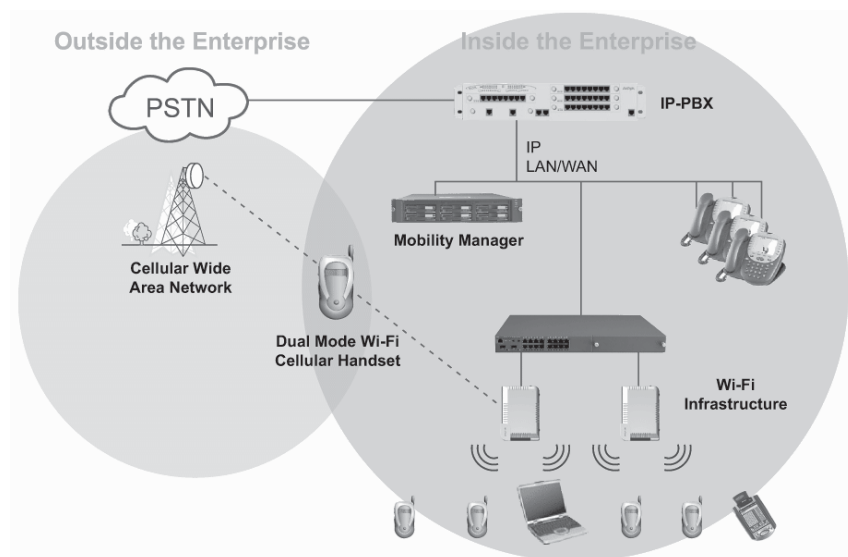 Outside the Enterprise
Inside the Enterprise
PSTN
IP-PBX
IP
LAN/WAN
Mobility Manager
Cellular Wide
Area Network
Dual Mode Wi-Fi
Cellular Handset
Wi-Fi
Infrastructure